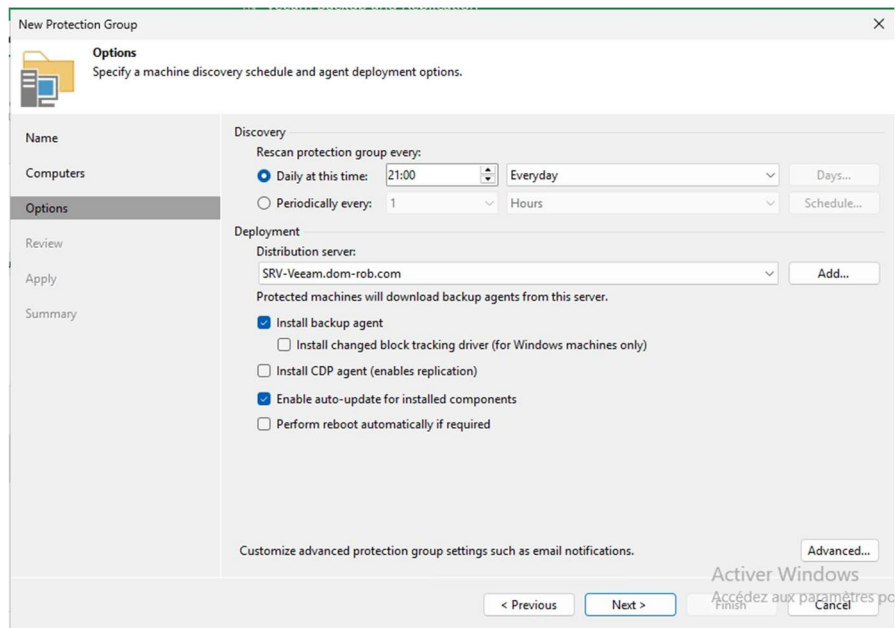 New Protection Group
Options
Specify a machine discovery schedule and agent deployment options.
Name
Computers
Options
Review
Apply
Summary
Discovery
Rescan protection group every:
Daily at this time: 21:00 Everyday Days...
Periodically every: 1 Hours Schedule...
Deployment
Distribution server:
SRV-Veeam.dom-rob.com Add...
Protected machines will download backup agents from this server.
Install backup agent
Install changed block tracking driver (for Windows machines only)
Install CDP agent (enables replication)
Enable auto-update for installed components
Perform reboot automatically if required
Customize advanced protection group settings such as email notifications. Advanced...
Activer Windows
Accédez aux paramètres po
< Previous Next > Finish Cancel